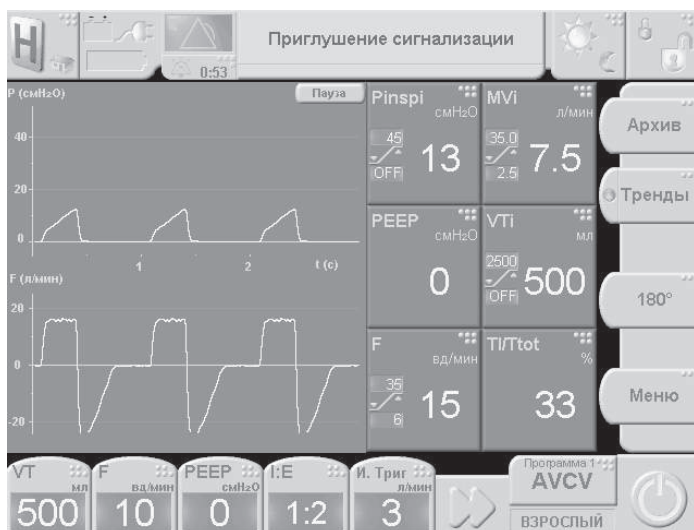 H
0:53
Приглушение сигнализации
P (смH₂O)
Пауза
40
20
0
1
2
t (с)
F (л/мин)
20
0
-20
Pinspi
смH₂O
45
OFF
13
MVi
л/мин
35.0
2.5
7.5
PEEP
смH₂O
0
VTi
мл
2500
OFF
500
F
вд/мин
35
6
15
TI/Ttot
%
33
Архив
Тренды
180°
Меню
VT
мл
500
F
вд/мин
10
PEEP
смH₂O
0
I:E
1:2
И. Триг
л/мин
3
Программа 1
AVCV
ВЗРОСЛЫЙ